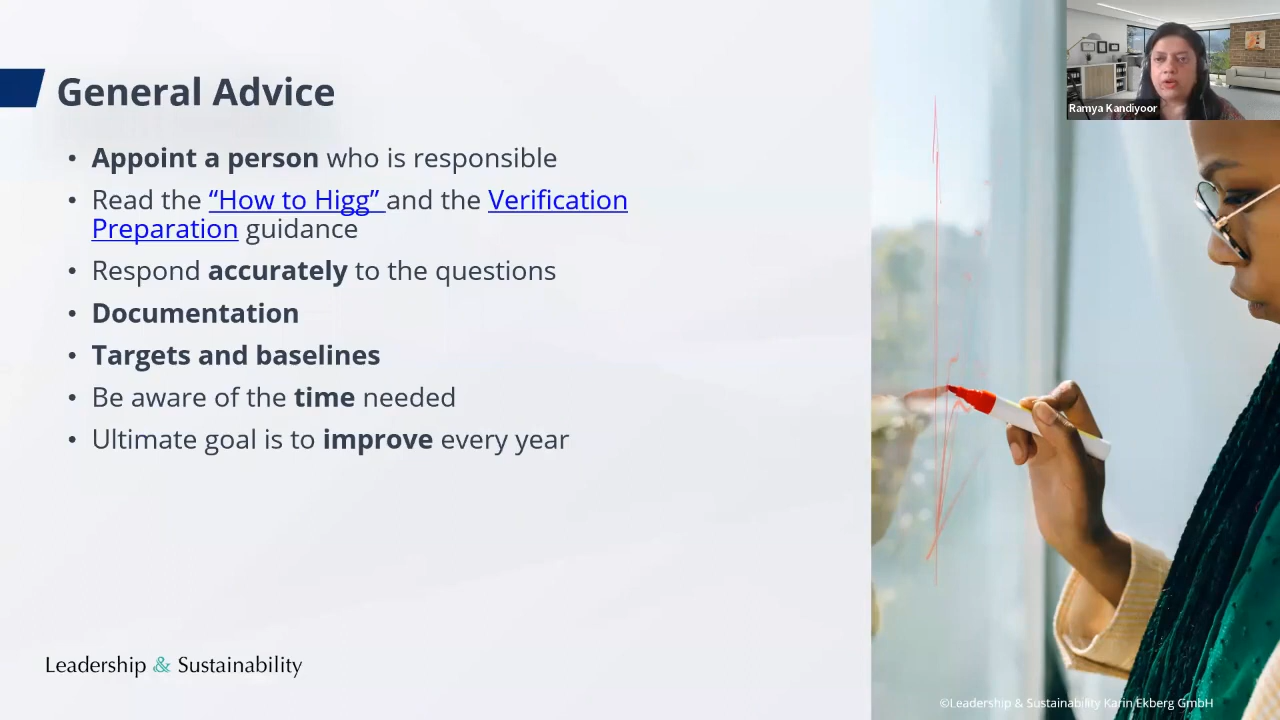 General Advice
• Appoint a person who is responsible
• Read the “How to Higg” and the Verification
Preparation guidance
• Respond accurately to the questions
• Documentation
• Targets and baselines
• Be aware of the time needed
• Ultimate goal is to improve every year
Leadership & Sustainability
Ramya Kandiyoor
©Leadership & Sustainability Karin Ekberg GmbH